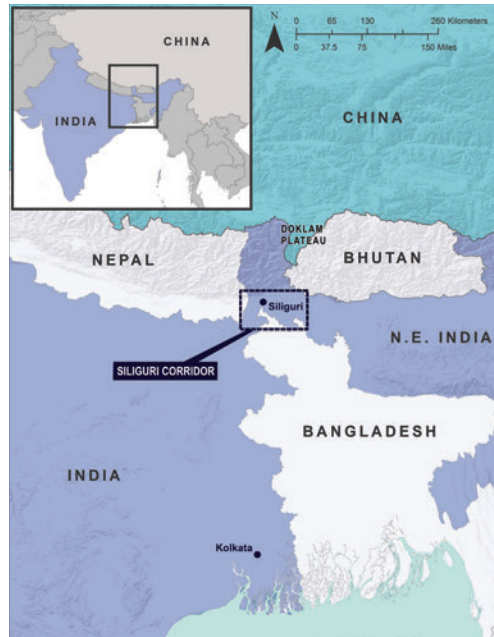 CHINA
INDIA
N
0 65 130 260 Kilometers
0 37.5 75 150 Miles
CHINA
DOKLAM
PLATEAU
NEPAL
BHUTAN
Siliguri
N.E. INDIA
SILIGURI CORRIDOR
BANGLADESH
INDIA
Kolkata